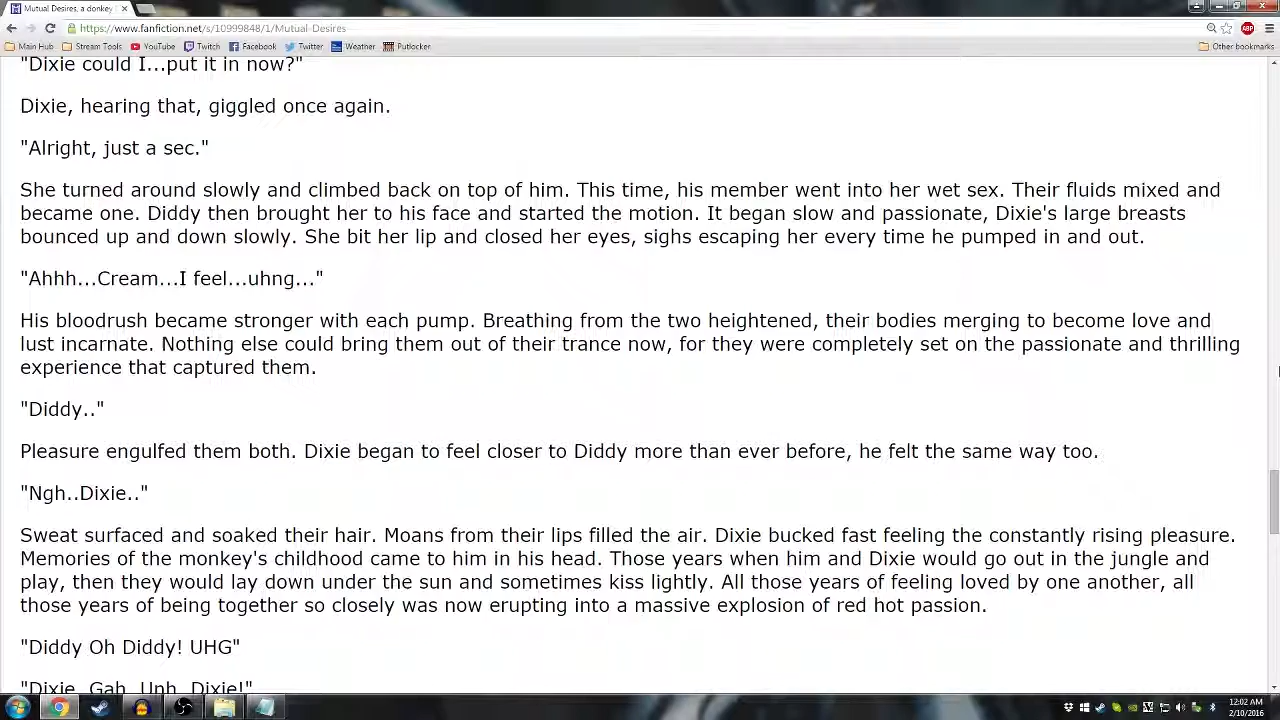 Mutual Desires, a donkey
https://www.fanfiction.net/s/10999848/1/Mutual-Desires
Main Hub Stream Tools YouTube Twitch Facebook Twitter Weather Putlocker Other bookmarks
"Dixie could I...put it in now?"
Dixie, hearing that, giggled once again.
"Alright, just a sec."
She turned around slowly and climbed back on top of him. This time, his member went into her wet sex. Their fluids mixed and
became one. Diddy then brought her to his face and started the motion. It began slow and passionate, Dixie's large breasts
bounced up and down slowly. She bit her lip and closed her eyes, sighs escaping her every time he pumped in and out.
"Ahhh...Cream...I feel...uhng..."
His bloodrush became stronger with each pump. Breathing from the two heightened, their bodies merging to become love and
lust incarnate. Nothing else could bring them out of their trance now, for they were completely set on the passionate and thrilling
experience that captured them.
"Diddy.."
Pleasure engulfed them both. Dixie began to feel closer to Diddy more than ever before, he felt the same way too.
"Ngh..Dixie.."
Sweat surfaced and soaked their hair. Moans from their lips filled the air. Dixie bucked fast feeling the constantly rising pleasure.
Memories of the monkey's childhood came to him in his head. Those years when him and Dixie would go out in the jungle and
play, then they would lay down under the sun and sometimes kiss lightly. All those years of feeling loved by one another, all
those years of being together so closely was now erupting into a massive explosion of red hot passion.
"Diddy Oh Diddy! UHG"
"Dixie, Gah, Unh, Dixie!"
12:02 AM
2/10/2016